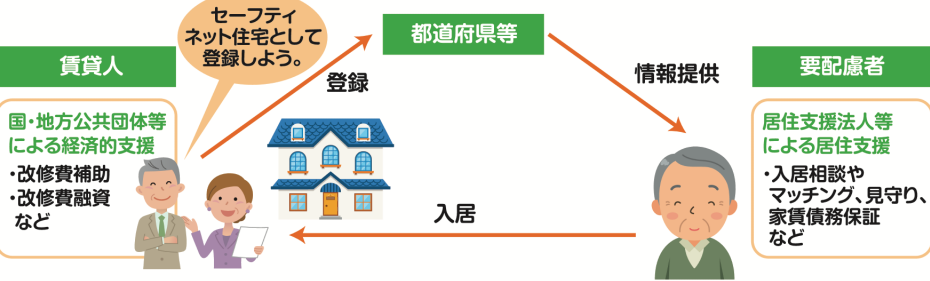 セーフティ
ネット住宅として
登録しよう。
都道府県等
賃貸人
登録
情報提供
要配慮者
国・地方公共団体等
による経済的支援
・改修費補助
・改修費融資
など
居住支援法人等
による居住支援
・入居相談や
マッチング、見守り、
家賃債務保証
など
入居